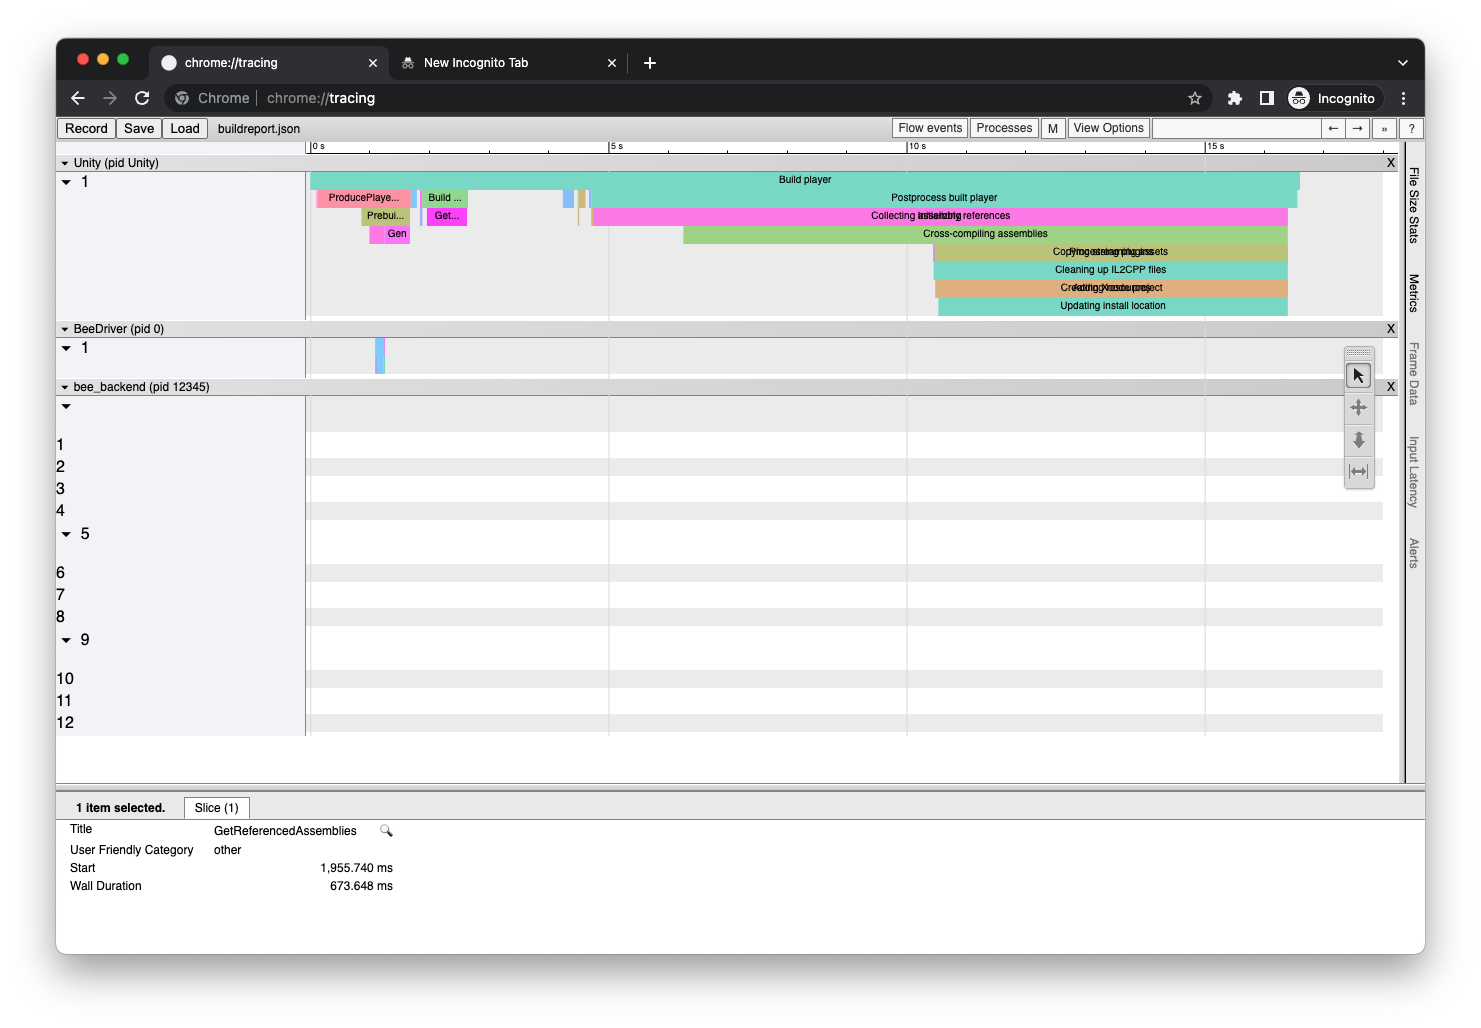 chrome://tracing
New Incognito Tab
Chrome
chrome://tracing
Incognito
Record Save Load buildreport.json
Flow events Processes M View Options ← → » ?
0 s 5 s 10 s 15 s
Unity (pid Unity) X
1
Build player
ProducePlaye... Build ... Postprocess built player
Prebui... Get... Collecting assembly references
Gen Cross-compiling assemblies
Cleaning up IL2CPP files
Updating install location
BeeDriver (pid 0) X
1
bee_backend (pid 12345) X
1
2
3
4
5
6
7
8
9
10
11
12
File Size Stats
Metrics
Frame Data
Input Latency
Alerts
1 item selected. Slice (1)
Title GetReferencedAssemblies
User Friendly Category other
Start 1,955.740 ms
Wall Duration 673.648 ms